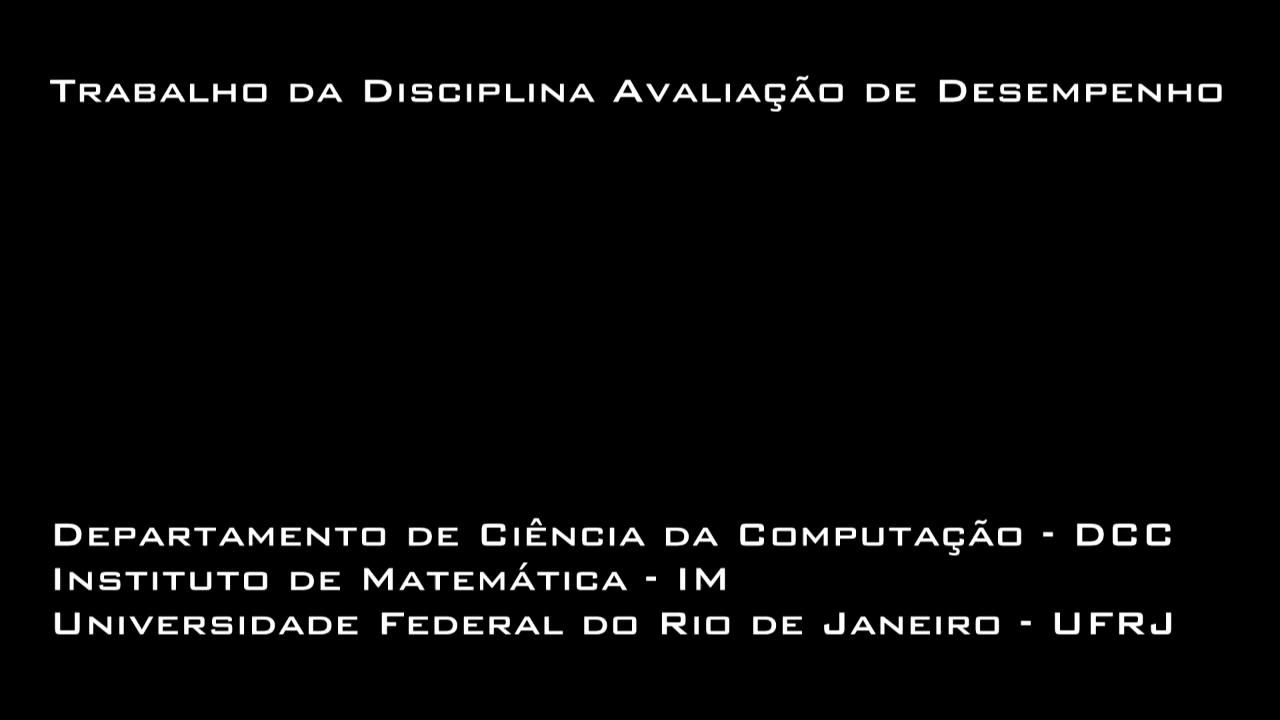 Trabalho da Disciplina Avaliação de Desempenho
Departamento de Ciência da Computação - DCC
Instituto de Matemática - IM
Universidade Federal do Rio de Janeiro - UFRJ